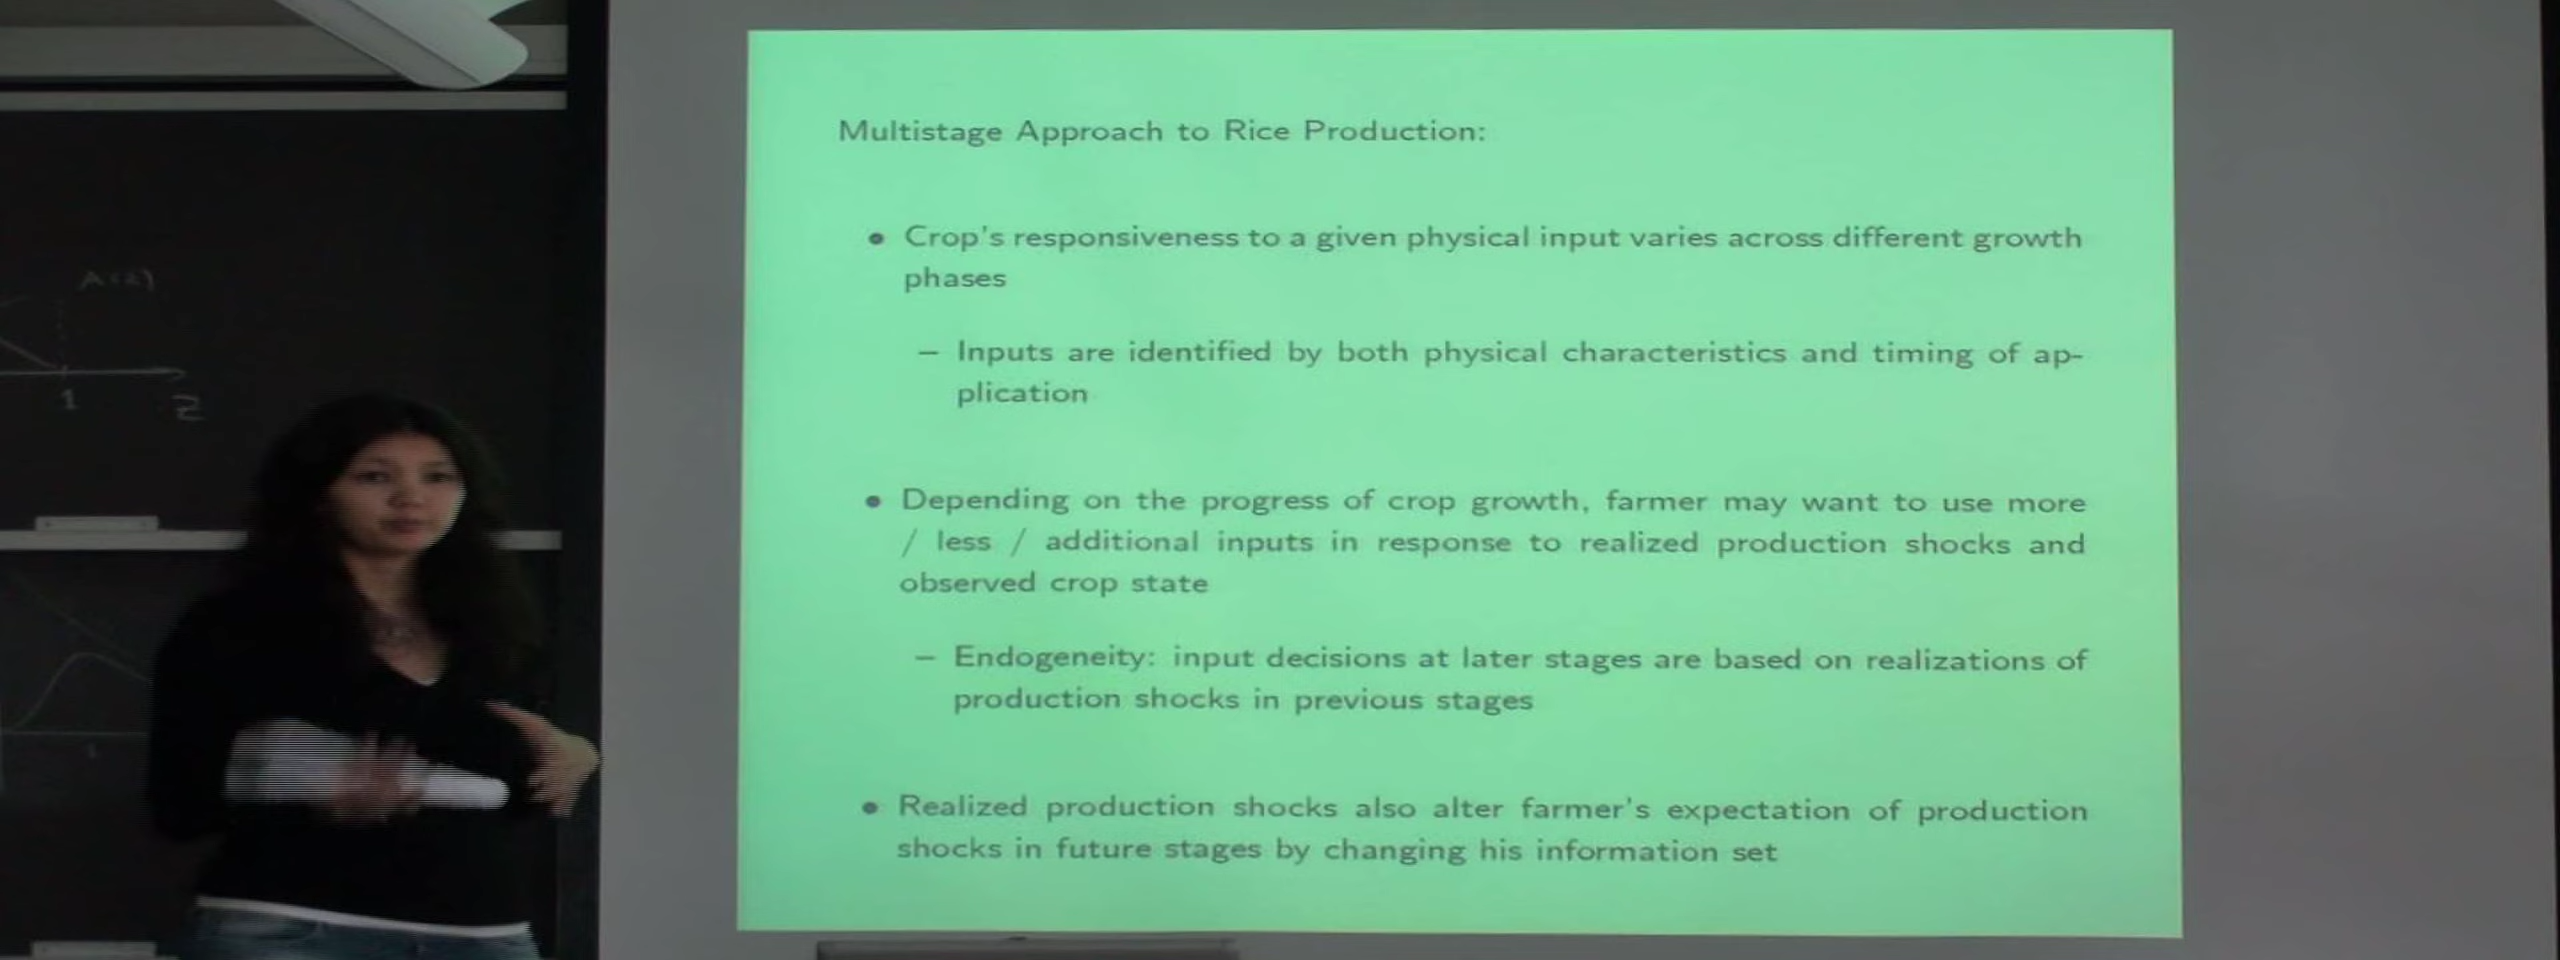 A(z)
1
z
1
Multistage Approach to Rice Production:
• Crop's responsiveness to a given physical input varies across different growth
phases
– Inputs are identified by both physical characteristics and timing of ap-
plication
• Depending on the progress of crop growth, farmer may want to use more
/ less / additional inputs in response to realized production shocks and
observed crop state
– Endogeneity: input decisions at later stages are based on realizations of
production shocks in previous stages
• Realized production shocks also alter farmer's expectation of production
shocks in future stages by changing his information set